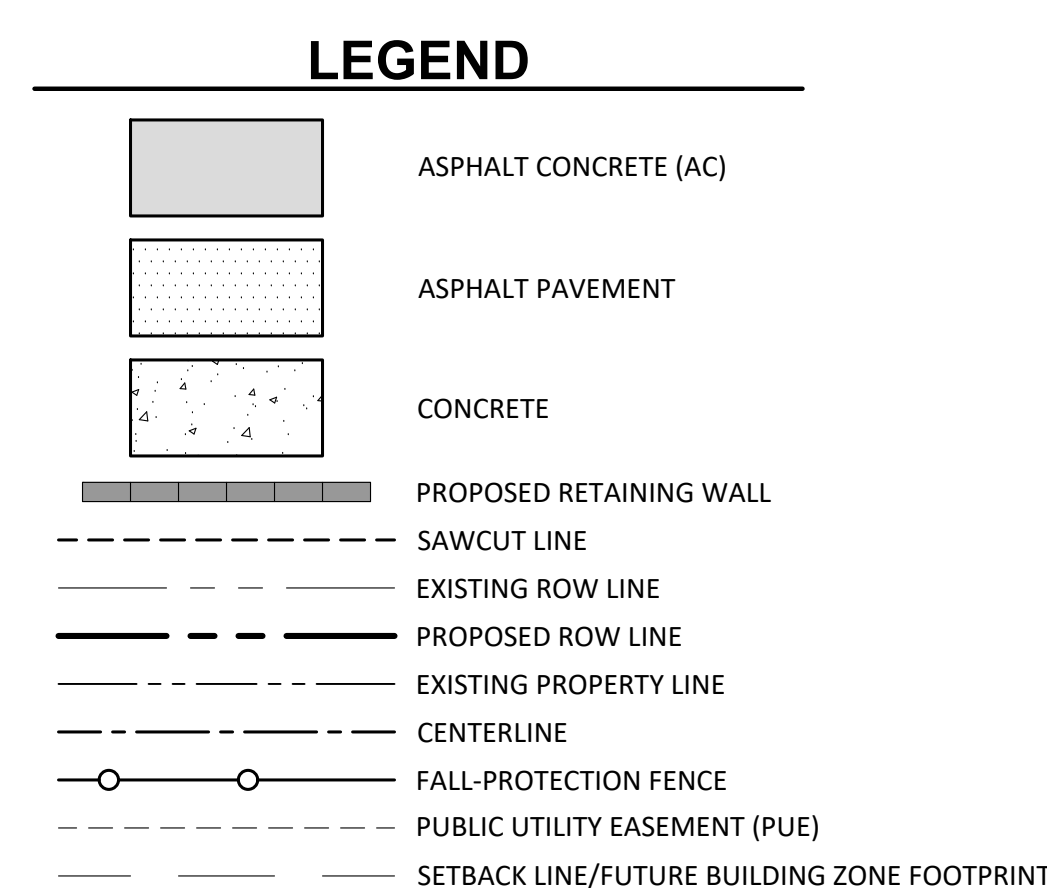 LEGEND
ASPHALT CONCRETE (AC)
ASPHALT PAVEMENT
CONCRETE
PROPOSED RETAINING WALL
SAWCUT LINE
EXISTING ROW LINE
PROPOSED ROW LINE
EXISTING PROPERTY LINE
CENTERLINE
FALL-PROTECTION FENCE
PUBLIC UTILITY EASEMENT (PUE)
SETBACK LINE/FUTURE BUILDING ZONE FOOTPRINT